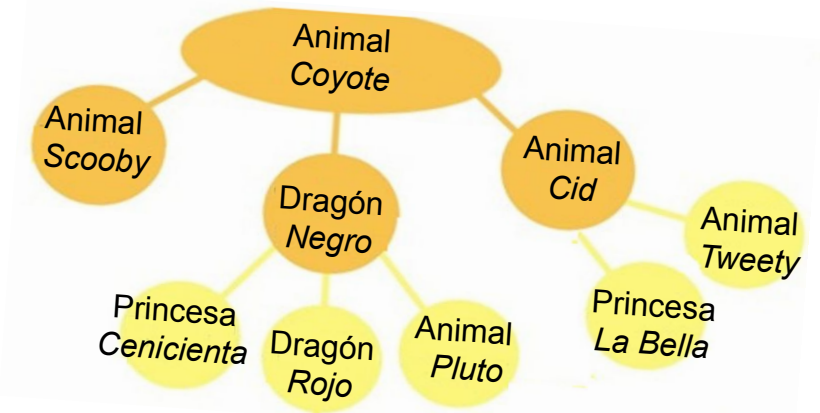 Animal
Coyote
Animal
Scooby
Animal
Cid
Dragón
Negro
Animal
Tweety
Princesa
Cenicienta
Dragón
Rojo
Animal
Pluto
Princesa
La Bella